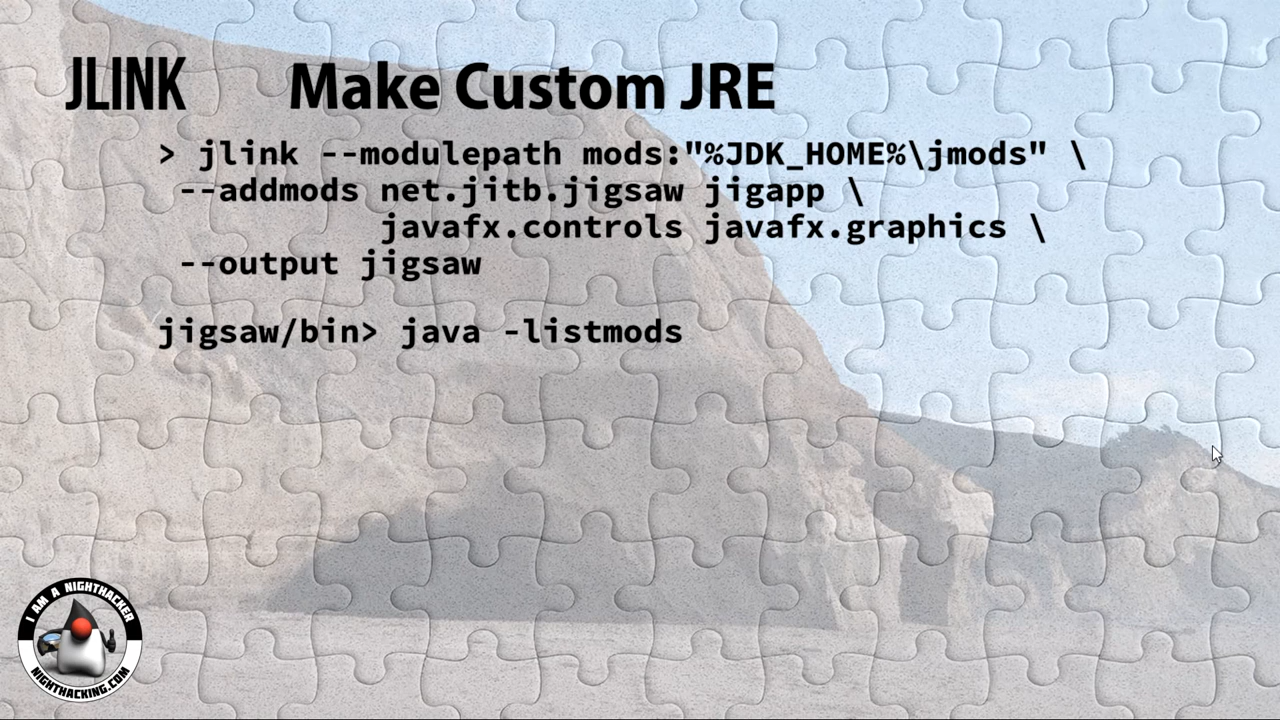 JLINK Make Custom JRE
> jlink --modulepath mods:"%JDK_HOME%\jmods" \
--addmods net.jitb.jigsaw jigapp \
javafx.controls javafx.graphics \
--output jigsaw
jigsaw/bin> java -listmods
I AM A NIGHTHACKER
NIGHTHACKING.COM